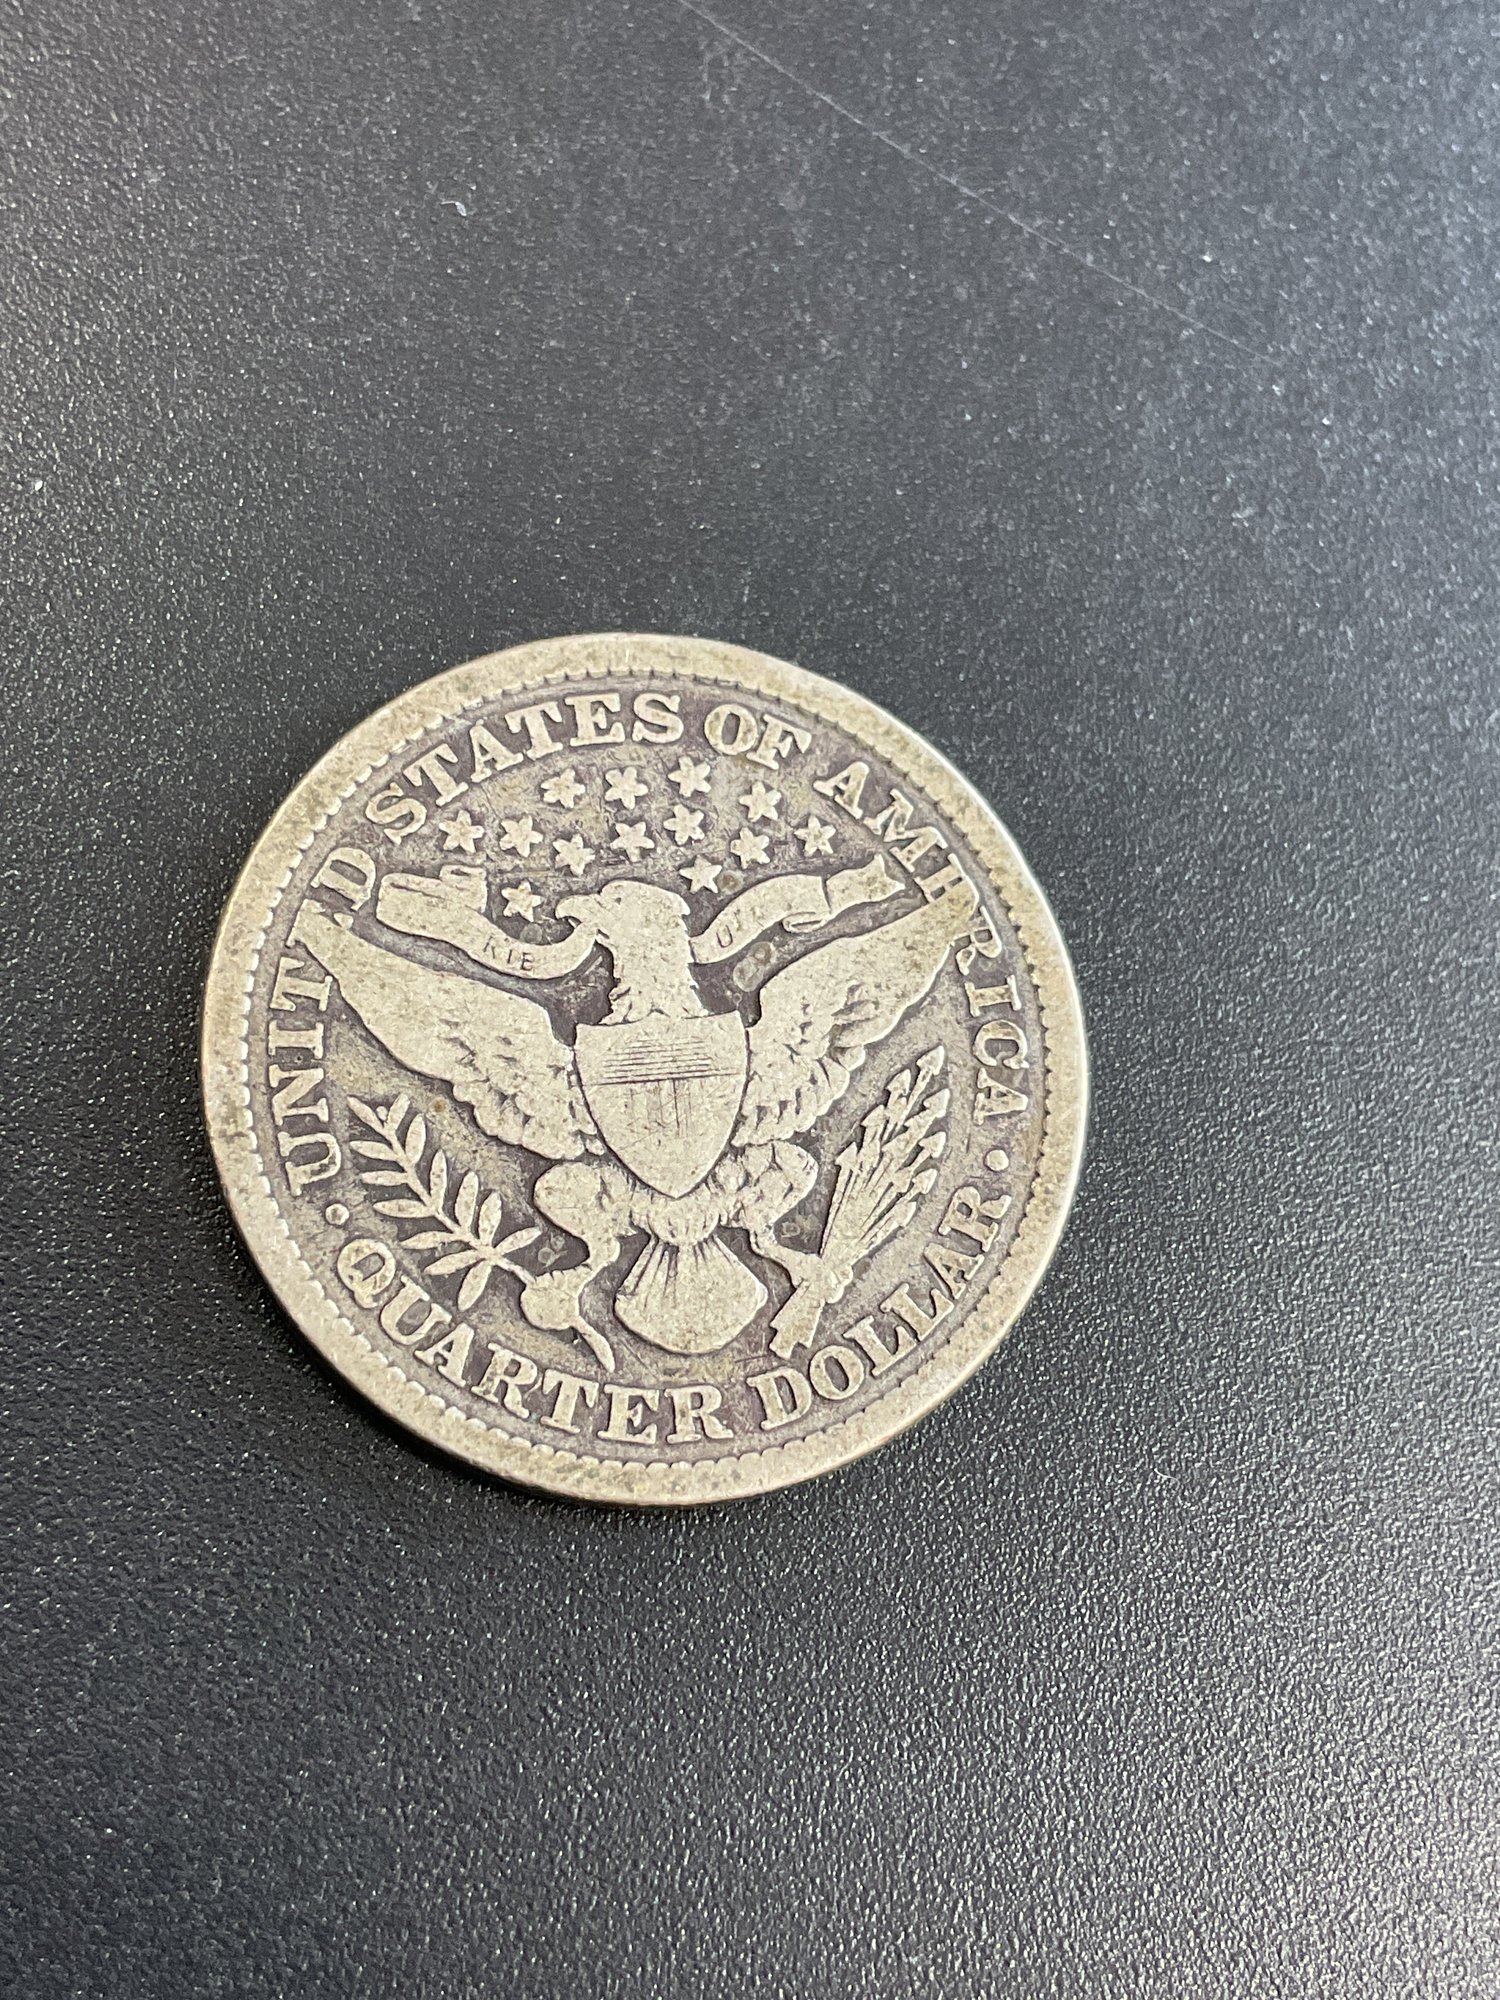 UNITED STATES OF AMERICA
· QUARTER DOLLAR ·